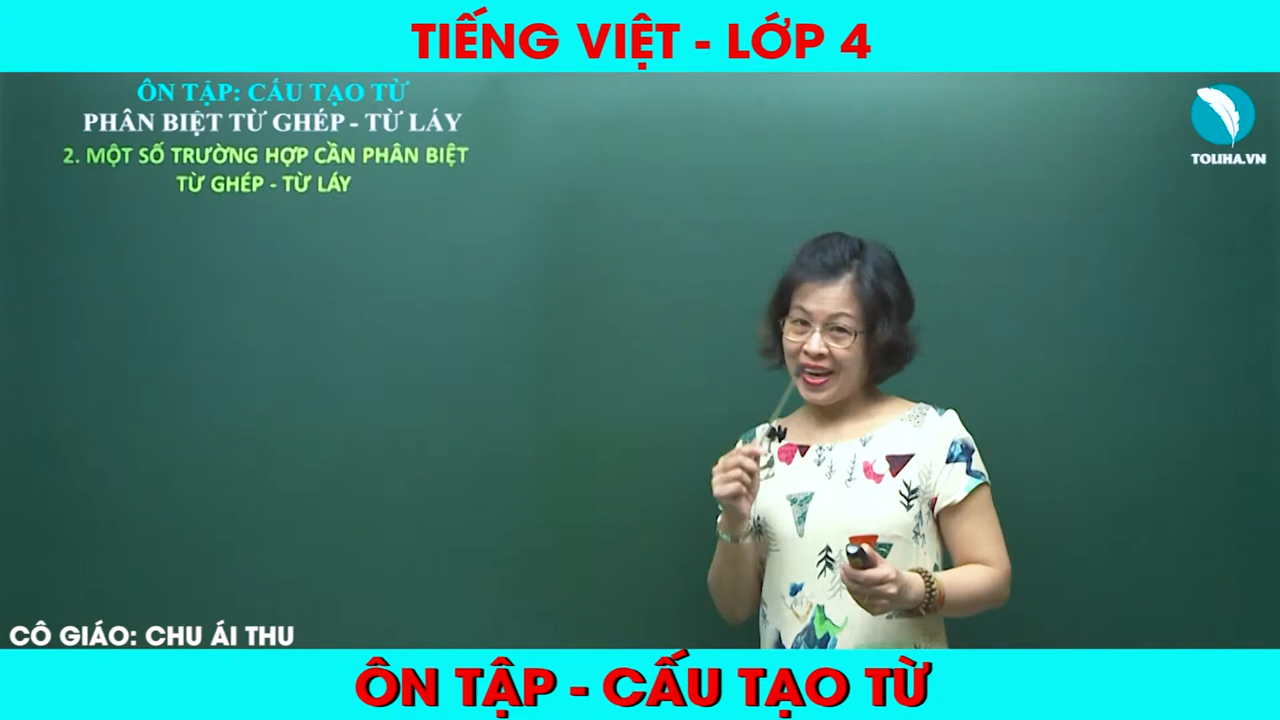 TIẾNG VIỆT - LỚP 4
ÔN TẬP: CẤU TẠO TỪ
PHÂN BIỆT TỪ GHÉP - TỪ LÁY
2. MỘT SỐ TRƯỜNG HỢP CẦN PHÂN BIỆT
TỪ GHÉP - TỪ LÁY
TOLIHA.VN
CÔ GIÁO: CHU ÁI THU
ÔN TẬP - CẤU TẠO TỪ